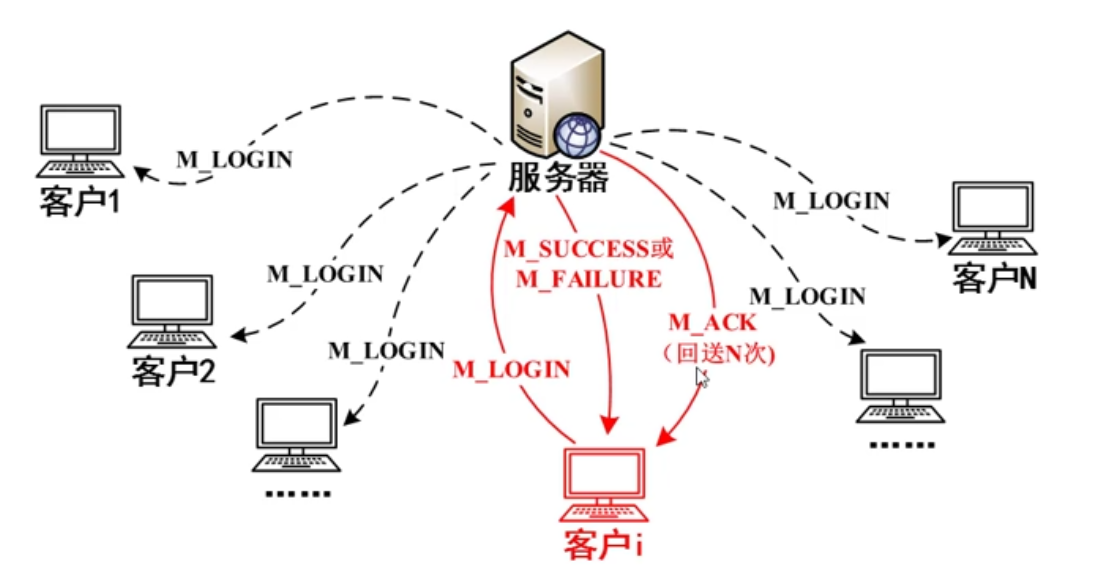 M_LOGIN
客户1
服务器
M_LOGIN
客户N
M_SUCCESS或
M_FAILURE
M_LOGIN
客户2
M_LOGIN
M_ACK
（回送N次)
M_LOGIN
M_LOGIN
······
······
客户i